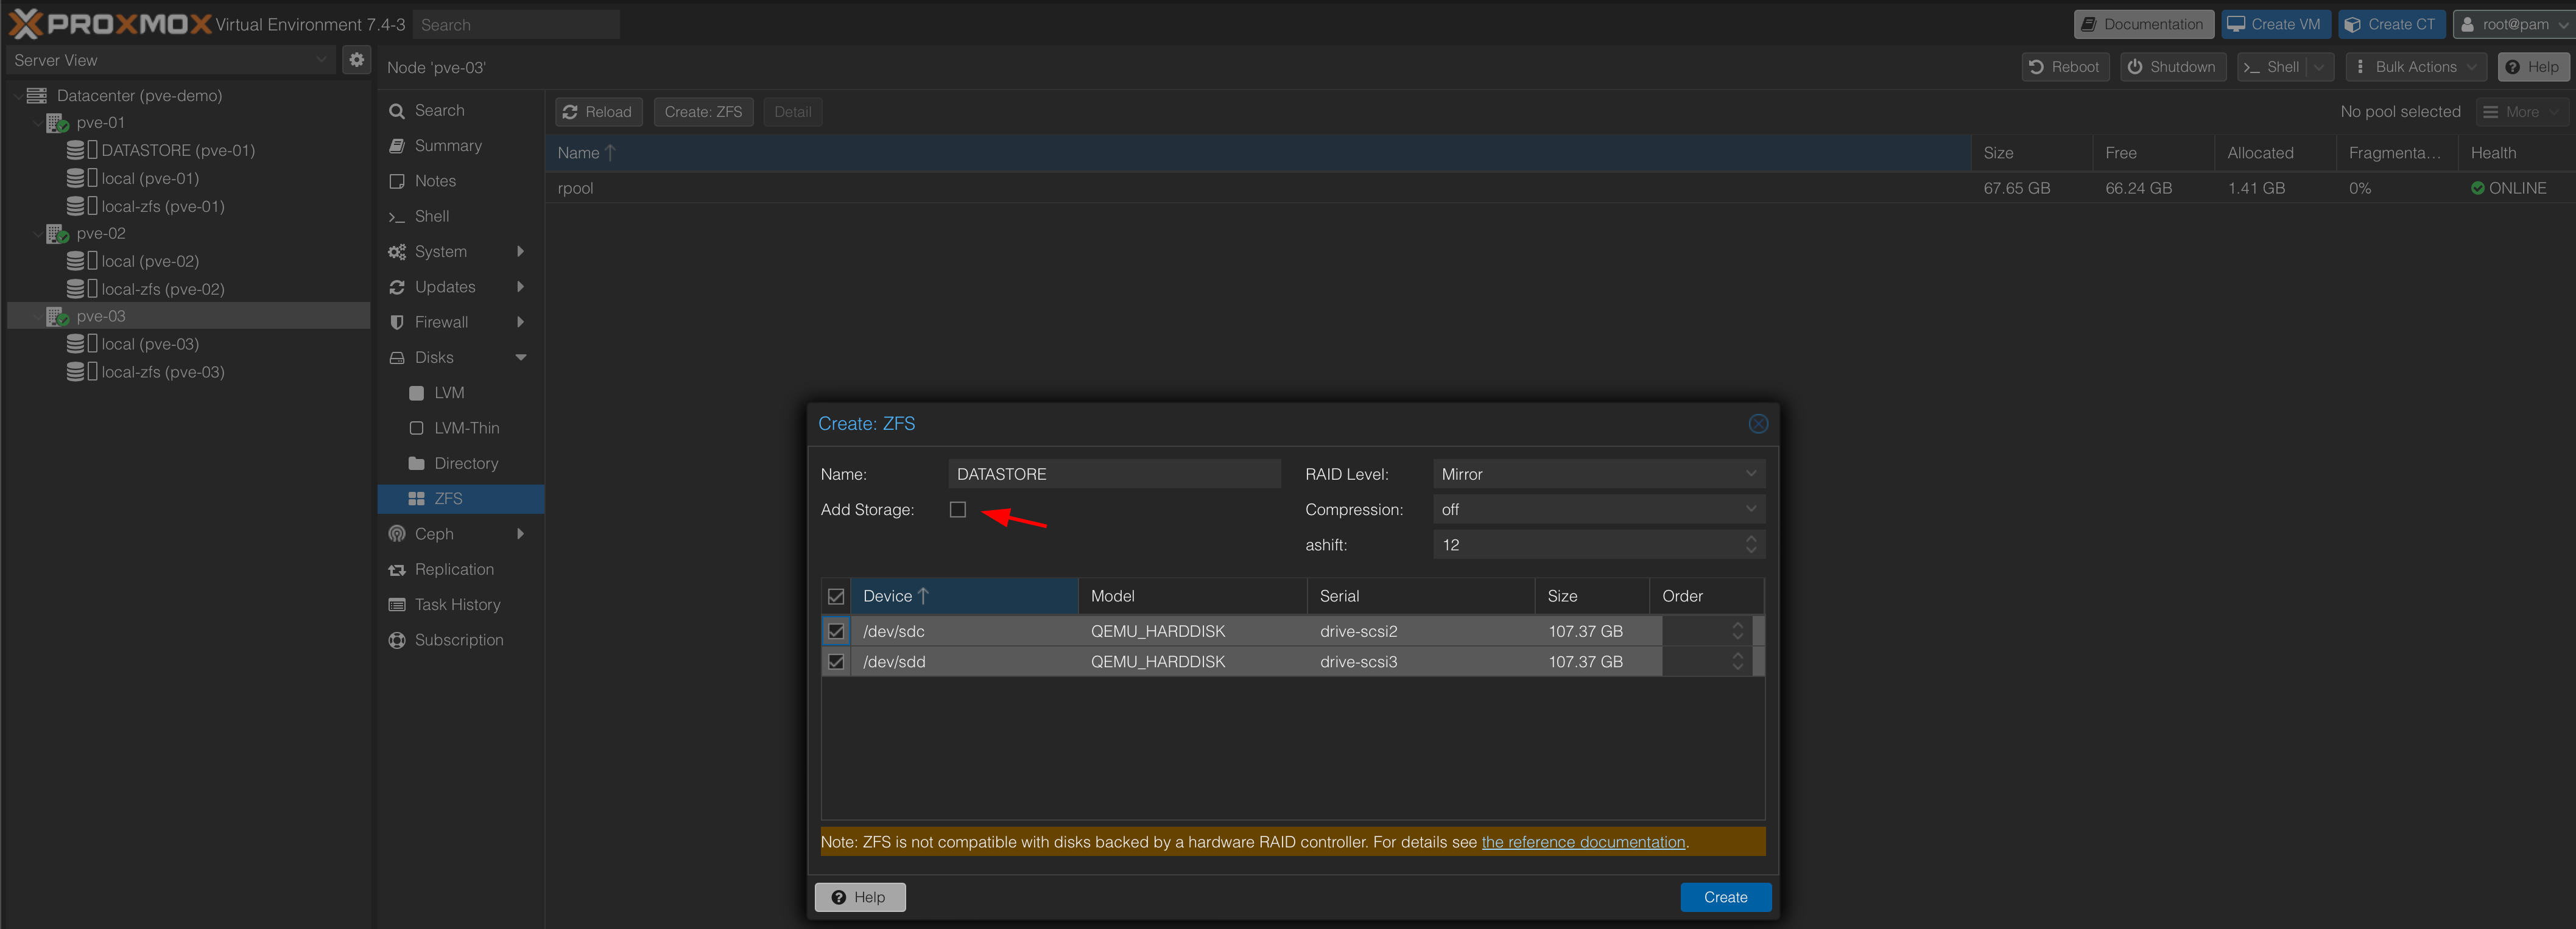 PROXMOX Virtual Environment 7.4-3 Search Documentation Create VM Create CT root@pam
Server View
Node 'pve-03' Reboot Shutdown Shell Bulk Actions Help
Datacenter (pve-demo)
pve-01
DATASTORE (pve-01)
local (pve-01)
local-zfs (pve-01)
pve-02
local (pve-02)
local-zfs (pve-02)
pve-03
local (pve-03)
local-zfs (pve-03)
Search
Summary
Notes
Shell
System
Updates
Firewall
Disks
LVM
LVM-Thin
Directory
ZFS
Ceph
Replication
Task History
Subscription
Reload Create: ZFS Detail No pool selected More
Name Size Free Allocated Fragmenta... Health
rpool 67.65 GB 66.24 GB 1.41 GB 0% ONLINE
Create: ZFS
Name: DATASTORE RAID Level: Mirror
Add Storage: Compression: off
ashift: 12
Device Model Serial Size Order
/dev/sdc QEMU_HARDDISK drive-scsi2 107.37 GB
/dev/sdd QEMU_HARDDISK drive-scsi3 107.37 GB
Note: ZFS is not compatible with disks backed by a hardware RAID controller. For details see the reference documentation.
Help Create